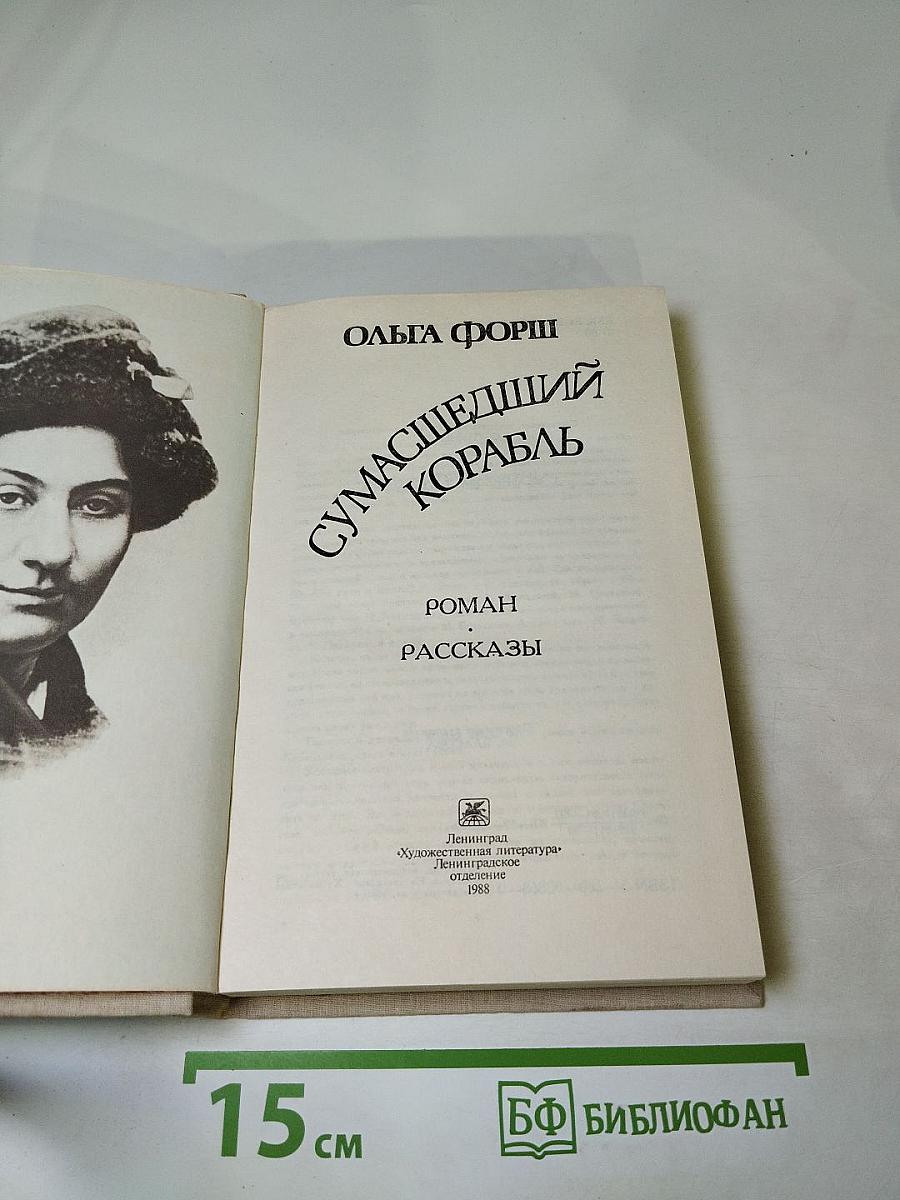 ОЛЬГА ФОРШ
СУМАСШЕДШИЙ
КОРАБЛЬ
РОМАН
·
РАССКАЗЫ
Ленинград
«Художественная литература»
Ленинградское
отделение
1988
15 см
БФ БИБЛИОФАН